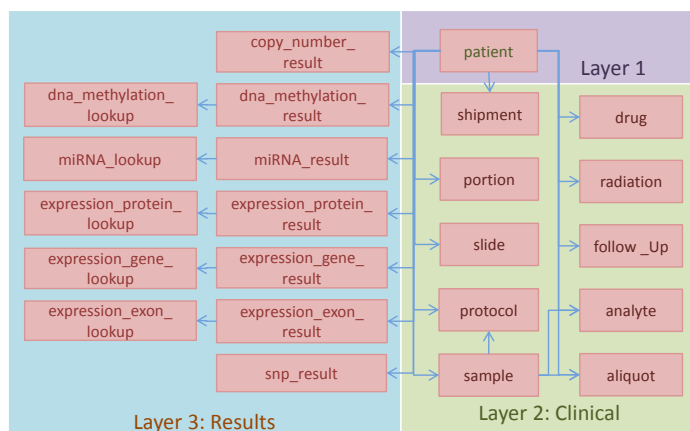 copy_number_
result
patient
Layer 1
dna_methylation_
lookup
dna_methylation_
result
shipment
drug
miRNA_lookup
miRNA_result
portion
radiation
expression_protein_
lookup
expression_protein_
result
slide
follow _Up
expression_gene_
lookup
expression_gene_
result
protocol
analyte
expression_exon_
lookup
expression_exon_
result
snp_result
sample
aliquot
Layer 3: Results
Layer 2: Clinical